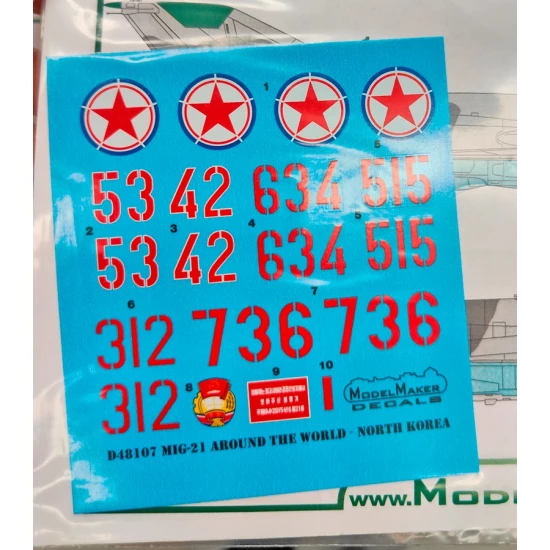 1
5
53 42 634 515
2 3 4 5
53 42 634 515
6 7
312 736 736
8 9 10
312
MODELMAKER
DECALS
D48107 MIG-21 AROUND THE WORLD - NORTH KOREA
www.MOD